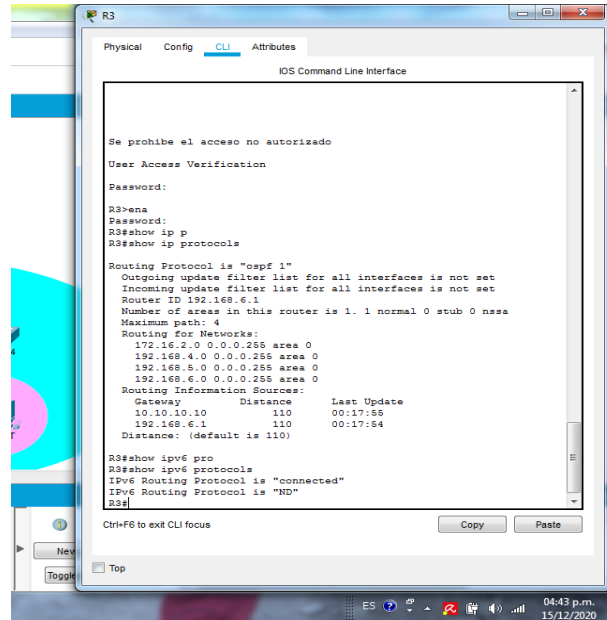 R3
Physical Config CLI Attributes
IOS Command Line Interface
Se prohibe el acceso no autorizado
User Access Verification
Password:
R3>ena
Password:
R3#show ip p
R3#show ip protocols
Routing Protocol is "ospf 1"
Outgoing update filter list for all interfaces is not set
Incoming update filter list for all interfaces is not set
Router ID 192.168.6.1
Number of areas in this router is 1. 1 normal 0 stub 0 nssa
Maximum path: 4
Routing for Networks:
172.16.2.0 0.0.0.255 area 0
192.168.4.0 0.0.0.255 area 0
192.168.5.0 0.0.0.255 area 0
192.168.6.0 0.0.0.255 area 0
Routing Information Sources:
Gateway Distance Last Update
10.10.10.10 110 00:17:55
192.168.6.1 110 00:17:54
Distance: (default is 110)
R3#show ipv6 pro
R3#show ipv6 protocols
IPv6 Routing Protocol is "connected"
IPv6 Routing Protocol is "ND"
R3#
Ctrl+F6 to exit CLI focus
Copy Paste
Top
4
T
1
New
Toggle
ES
04:43 p.m.
15/12/2020